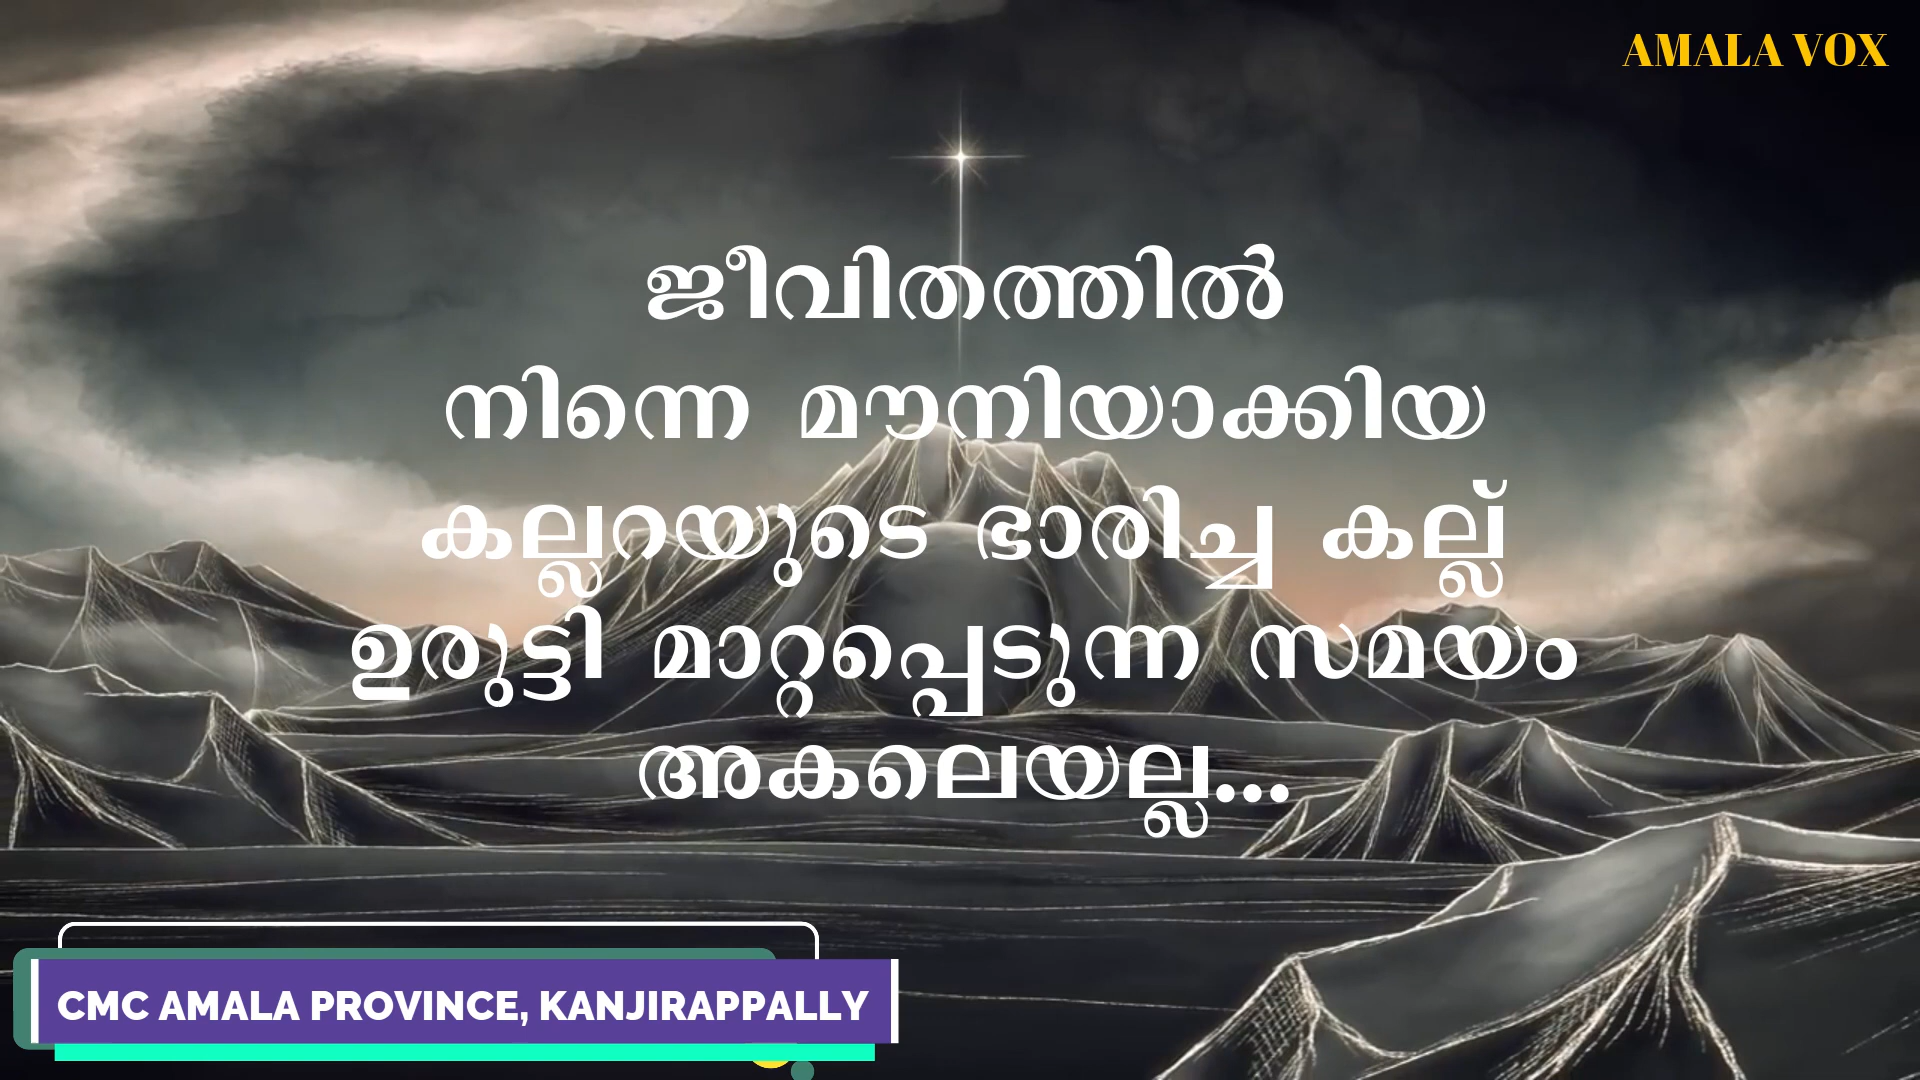 AMALA VOX
ജീവിതത്തിൽ
നിന്നെ മൗനിയാക്കിയ
കല്ലറയുടെ ഭാരിച്ച കല്ല്
ഉരുട്ടി മാറ്റപ്പെടുന്ന സമയം
അകലെയല്ല...
CMC AMALA PROVINCE, KANJIRAPPALLY